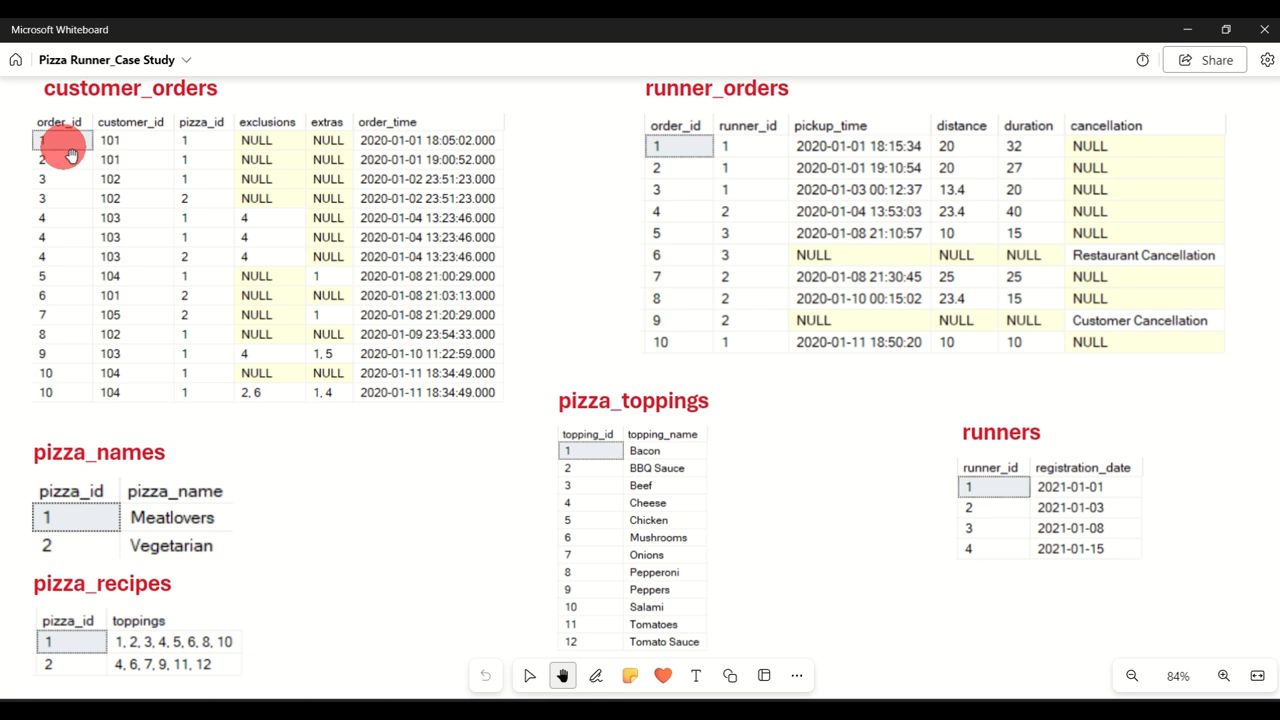 Microsoft Whiteboard
Pizza Runner_Case Study
Share
customer_orders
order_id customer_id pizza_id exclusions extras order_time
1 101 1 NULL NULL 2020-01-01 18:05:02.000
2 101 1 NULL NULL 2020-01-01 19:00:52.000
3 102 1 NULL NULL 2020-01-02 23:51:23.000
3 102 2 NULL NULL 2020-01-02 23:51:23.000
4 103 1 4 NULL 2020-01-04 13:23:46.000
4 103 1 4 NULL 2020-01-04 13:23:46.000
4 103 2 4 NULL 2020-01-04 13:23:46.000
5 104 1 NULL 1 2020-01-08 21:00:29.000
6 101 2 NULL NULL 2020-01-08 21:03:13.000
7 105 2 NULL 1 2020-01-08 21:20:29.000
8 102 1 NULL NULL 2020-01-09 23:54:33.000
9 103 1 4 1, 5 2020-01-10 11:22:59.000
10 104 1 NULL NULL 2020-01-11 18:34:49.000
10 104 1 2, 6 1, 4 2020-01-11 18:34:49.000
runner_orders
order_id runner_id pickup_time distance duration cancellation
1 1 2020-01-01 18:15:34 20 32 NULL
2 1 2020-01-01 19:10:54 20 27 NULL
3 1 2020-01-03 00:12:37 13.4 20 NULL
4 2 2020-01-04 13:53:03 23.4 40 NULL
5 3 2020-01-08 21:10:57 10 15 NULL
6 3 NULL NULL NULL Restaurant Cancellation
7 2 2020-01-08 21:30:45 25 25 NULL
8 2 2020-01-10 00:15:02 23.4 15 NULL
9 2 NULL NULL NULL Customer Cancellation
10 1 2020-01-11 18:50:20 10 10 NULL
pizza_names
pizza_id pizza_name
1 Meatlovers
2 Vegetarian
pizza_recipes
pizza_id toppings
1 1, 2, 3, 4, 5, 6, 8, 10
2 4, 6, 7, 9, 11, 12
pizza_toppings
topping_id topping_name
1 Bacon
2 BBQ Sauce
3 Beef
4 Cheese
5 Chicken
6 Mushrooms
7 Onions
8 Pepperoni
9 Peppers
10 Salami
11 Tomatoes
12 Tomato Sauce
runners
runner_id registration_date
1 2021-01-01
2 2021-01-03
3 2021-01-08
4 2021-01-15
84%